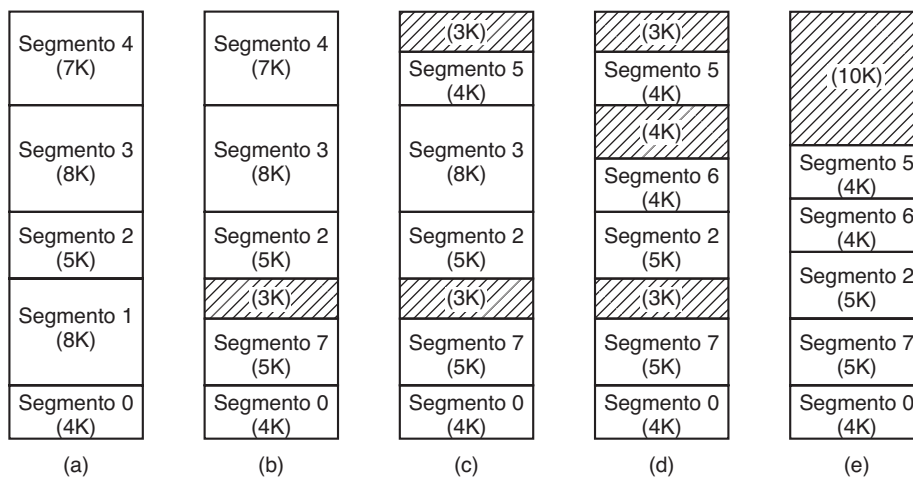 Segmento 4
(7K)
Segmento 3
(8K)
Segmento 2
(5K)
Segmento 1
(8K)
Segmento 0
(4K)
(a)
Segmento 4
(7K)
Segmento 3
(8K)
Segmento 2
(5K)
(3K)
Segmento 7
(5K)
Segmento 0
(4K)
(b)
(3K)
Segmento 5
(4K)
Segmento 3
(8K)
Segmento 2
(5K)
(3K)
Segmento 7
(5K)
Segmento 0
(4K)
(c)
(3K)
Segmento 5
(4K)
(4K)
Segmento 6
(4K)
Segmento 2
(5K)
(3K)
Segmento 7
(5K)
Segmento 0
(4K)
(d)
(10K)
Segmento 5
(4K)
Segmento 6
(4K)
Segmento 2
(5K)
Segmento 7
(5K)
Segmento 0
(4K)
(e)